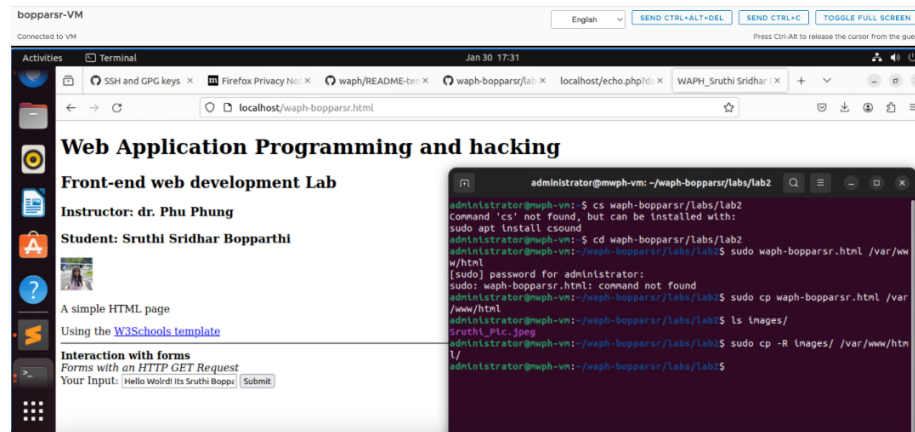 bopparsr-VM
English
SEND CTRL+ALT+DEL
SEND CTRL+C
TOGGLE FULL SCREEN
Connected to VM
Press Ctrl-Alt to release the cursor from the gue
Activities
Terminal
Jan 30 17:31
SSH and GPG keys
Firefox Privacy Not
waph/README-ter
waph-bopparsr/lab
localhost/echo.php?da
WAPH_Sruthi Sridhar
localhost/waph-bopparsr.html
Web Application Programming and hacking
Front-end web development Lab
Instructor: dr. Phu Phung
Student: Sruthi Sridhar Bopparthi
A simple HTML page
Using the W3Schools template
Interaction with forms
Forms with an HTTP GET Request
Your Input: Hello Wolrd! Its Sruthi Boppa Submit
administrator@mwph-vm: ~/waph-bopparsr/labs/lab2
administrator@mwph-vm:~$ cs waph-bopparsr/labs/lab2
Command 'cs' not found, but can be installed with:
sudo apt install csound
administrator@mwph-vm:~$ cd waph-bopparsr/labs/lab2
administrator@mwph-vm:~/waph-bopparsr/labs/lab2$ sudo waph-bopparsr.html /var/ww
w/html
[sudo] password for administrator:
sudo: waph-bopparsr.html: command not found
administrator@mwph-vm:~/waph-bopparsr/labs/lab2$ sudo cp waph-bopparsr.html /var
/www/html
administrator@mwph-vm:~/waph-bopparsr/labs/lab2$ ls images/
Sruthi_Pic.jpeg
administrator@mwph-vm:~/waph-bopparsr/labs/lab2$ sudo cp -R images/ /var/www/htm
l/
administrator@mwph-vm:~/waph-bopparsr/labs/lab2$